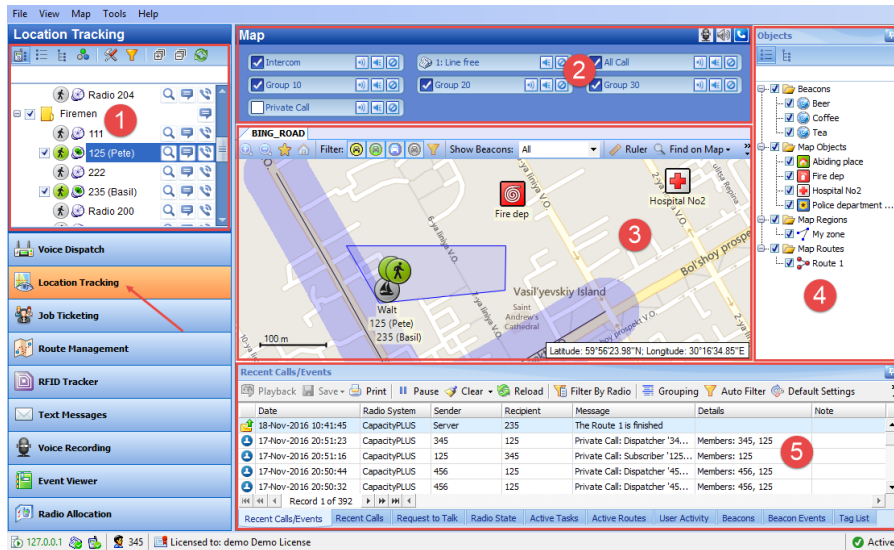 File View Map Tools Help
Location Tracking
Radio 204
Firemen
1
111
125 (Pete)
222
235 (Basil)
Radio 200
Voice Dispatch
Location Tracking
Job Ticketing
Route Management
RFID Tracker
Text Messages
Voice Recording
Event Viewer
Radio Allocation
Map
Intercom
1: Line free
All Call
2
Group 10
Group 20
Group 30
Private Call
BING_ROAD
Filter:
Show Beacons: All
Ruler
Find on Map
Fire dep
Hospital No2
3
6-ya liniya V.O.
Bol'shoy prospekt V.O.
Vasil'yevskiy Island
Saint
Andrew's
Cathedral
Walt
125 (Pete)
235 (Basil)
100 m
Latitude: 59°56'23.98"N; Longitude: 30°16'34.85"E
Objects
Beacons
Beer
Coffee
Tea
Map Objects
Abiding place
Fire dep
Hospital No2
Police department ...
Map Regions
My zone
Map Routes
Route 1
4
Recent Calls/Events
Playback Save Print Pause Clear Reload Filter By Radio Grouping Auto Filter Default Settings
Date Radio System Sender Recipient Message Details Note
18-Nov-2016 10:41:45 CapacityPLUS Server 235 The Route 1 is finished
17-Nov-2016 20:51:23 CapacityPLUS 345 125 Private Call: Dispatcher '34... Members: 345, 125
17-Nov-2016 20:51:16 CapacityPLUS 125 345 Private Call: Subscriber '125... Members: 125
5
17-Nov-2016 20:50:44 CapacityPLUS 456 125 Private Call: Dispatcher '45... Members: 456, 125
17-Nov-2016 20:50:32 CapacityPLUS 456 125 Private Call: Dispatcher '45... Members: 456, 125
Record 1 of 392
Recent Calls/Events Recent Calls Request to Talk Radio State Active Tasks Active Routes User Activity Beacons Beacon Events Tag List
127.0.0.1 345 Licensed to: demo Demo License Active